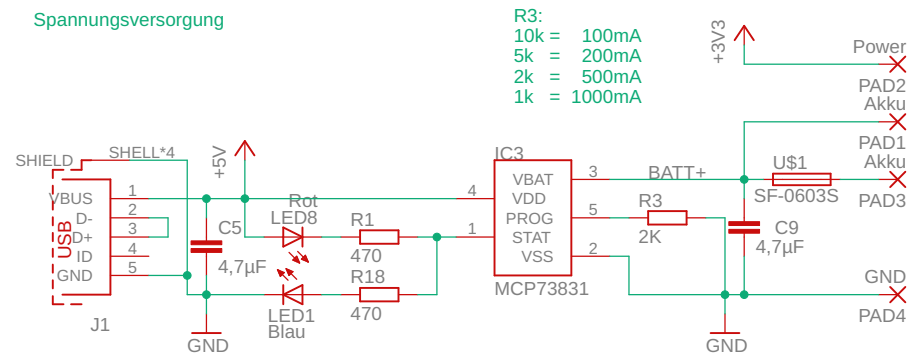 Spannungsversorgung
R3:
10k = 100mA
5k = 200mA
2k = 500mA
1k = 1000mA
+3V3
Power
PAD2
Akku
PAD1
Akku
PAD3
SHIELD
SHELL*4
+5V
IC3
VBUS
1
D-
2
D+
3
ID
4
GND
5
USB
J1
C5
4,7µF
GND
Rot
LED8
R1
470
R18
470
LED1
Blau
4
1
VBAT
VDD
PROG
STAT
VSS
3
5
2
MCP73831
BATT+
R3
2K
U$1
SF-0603S
C9
4,7µF
GND
GND
PAD4